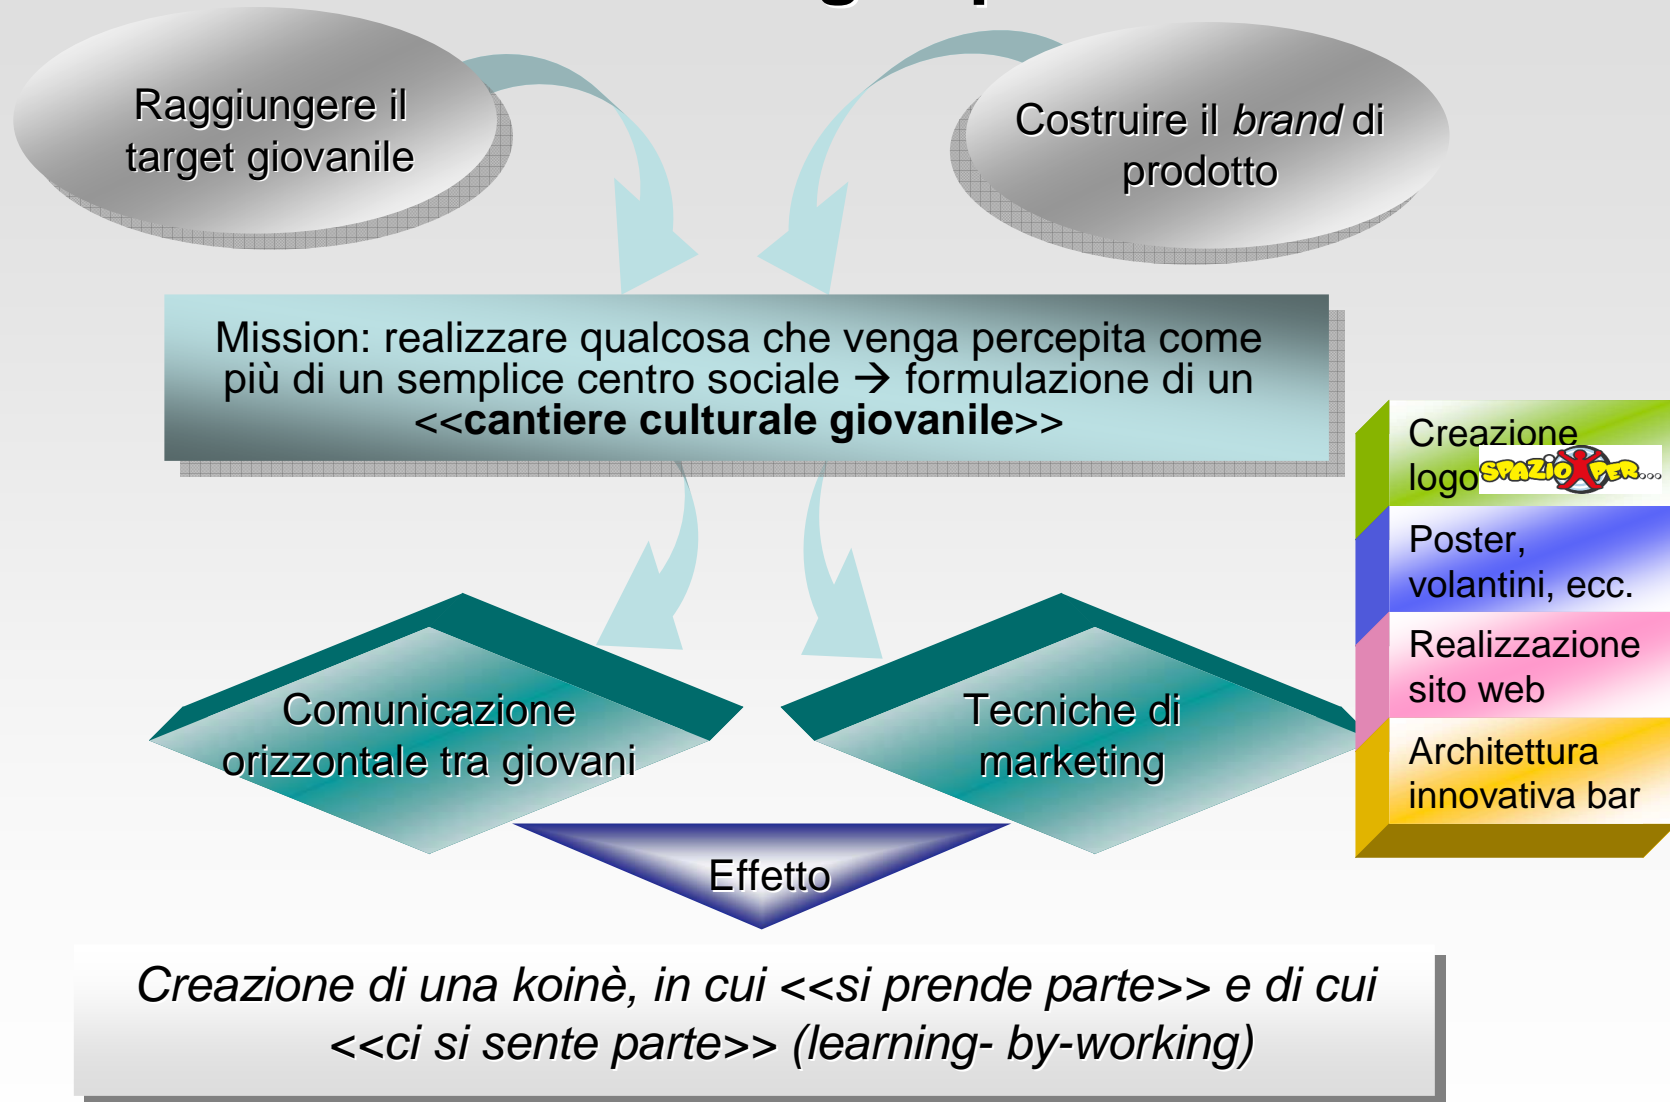 Raggiungere il
target giovanile
Costruire il brand di
prodotto
Mission: realizzare qualcosa che venga percepita come
più di un semplice centro sociale → formulazione di un
<<cantiere culturale giovanile>>
Creazione
logo
SPAZIO PER...
Poster,
volantini, ecc.
Realizzazione
sito web
Architettura
innovativa bar
Comunicazione
orizzontale tra giovani
Tecniche di
marketing
Effetto
Creazione di una koinè, in cui <<si prende parte>> e di cui
<<ci si sente parte>> (learning- by-working)